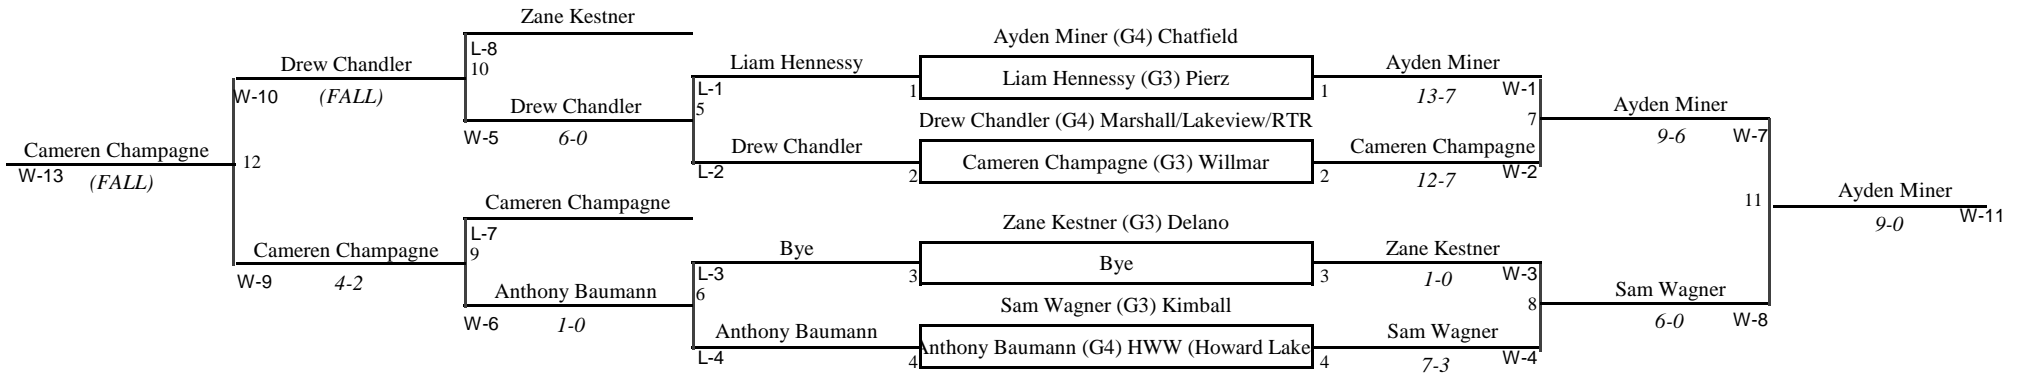 Zane Kestner
L-8
10
Drew Chandler
W-10
(FALL)
Drew Chandler
W-5
6-0
Cameren Champagne
W-13
(FALL)
12
Cameren Champagne
L-7
9
Cameren Champagne
W-9
4-2
Anthony Baumann
W-6
1-0
Liam Hennessy
L-1
5
1
Drew Chandler
L-2
2
Bye
L-3
6
3
Anthony Baumann
L-4
4
Ayden Miner (G4) Chatfield
Liam Hennessy (G3) Pierz
Drew Chandler (G4) Marshall/Lakeview/RTR
Cameren Champagne (G3) Willmar
Zane Kestner (G3) Delano
Bye
Sam Wagner (G3) Kimball
Anthony Baumann (G4) HWW (Howard Lake
Ayden Miner
1
13-7
W-1
7
Cameren Champagne
2
12-7
W-2
Zane Kestner
3
1-0
W-3
8
Sam Wagner
4
7-3
W-4
Ayden Miner
9-6
W-7
11
Sam Wagner
6-0
W-8
Ayden Miner
9-0
W-11